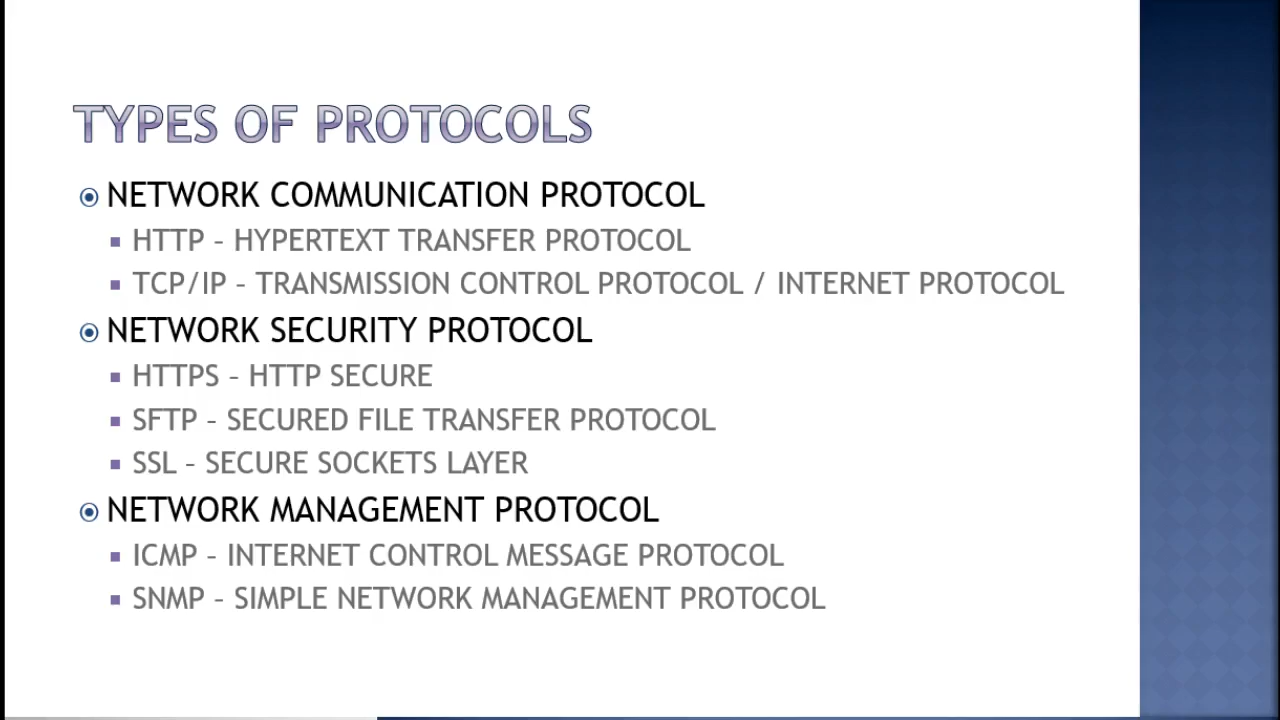 TYPES OF PROTOCOLS
NETWORK COMMUNICATION PROTOCOL
HTTP – HYPERTEXT TRANSFER PROTOCOL
TCP/IP – TRANSMISSION CONTROL PROTOCOL / INTERNET PROTOCOL
NETWORK SECURITY PROTOCOL
HTTPS – HTTP SECURE
SFTP – SECURED FILE TRANSFER PROTOCOL
SSL – SECURE SOCKETS LAYER
NETWORK MANAGEMENT PROTOCOL
ICMP – INTERNET CONTROL MESSAGE PROTOCOL
SNMP – SIMPLE NETWORK MANAGEMENT PROTOCOL